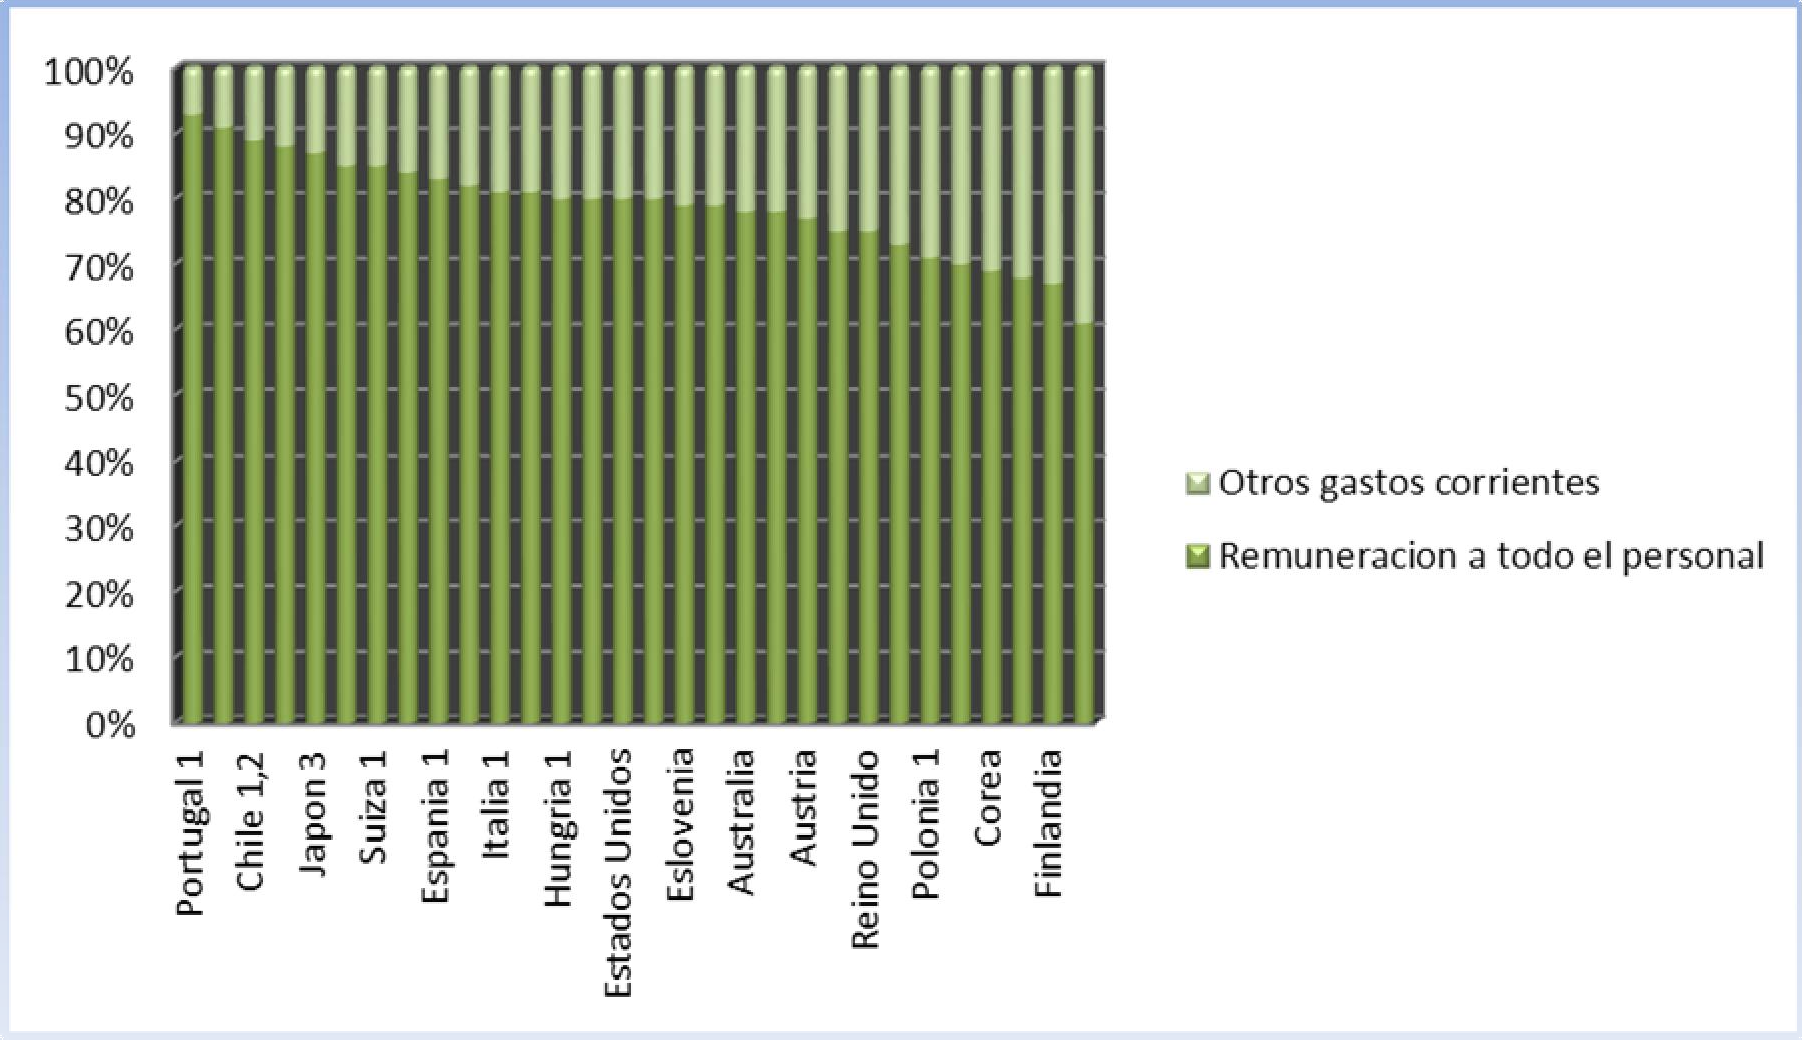 100%
90%
80%
70%
60%
50%
40%
30%
20%
10%
0%
Portugal 1
Chile 1,2
Japon 3
Suiza 1
Espania 1
Italia 1
Hungria 1
Estados Unidos
Eslovenia
Australia
Austria
Reino Unido
Polonia 1
Corea
Finlandia
Otros gastos corrientes
Remuneracion a todo el personal